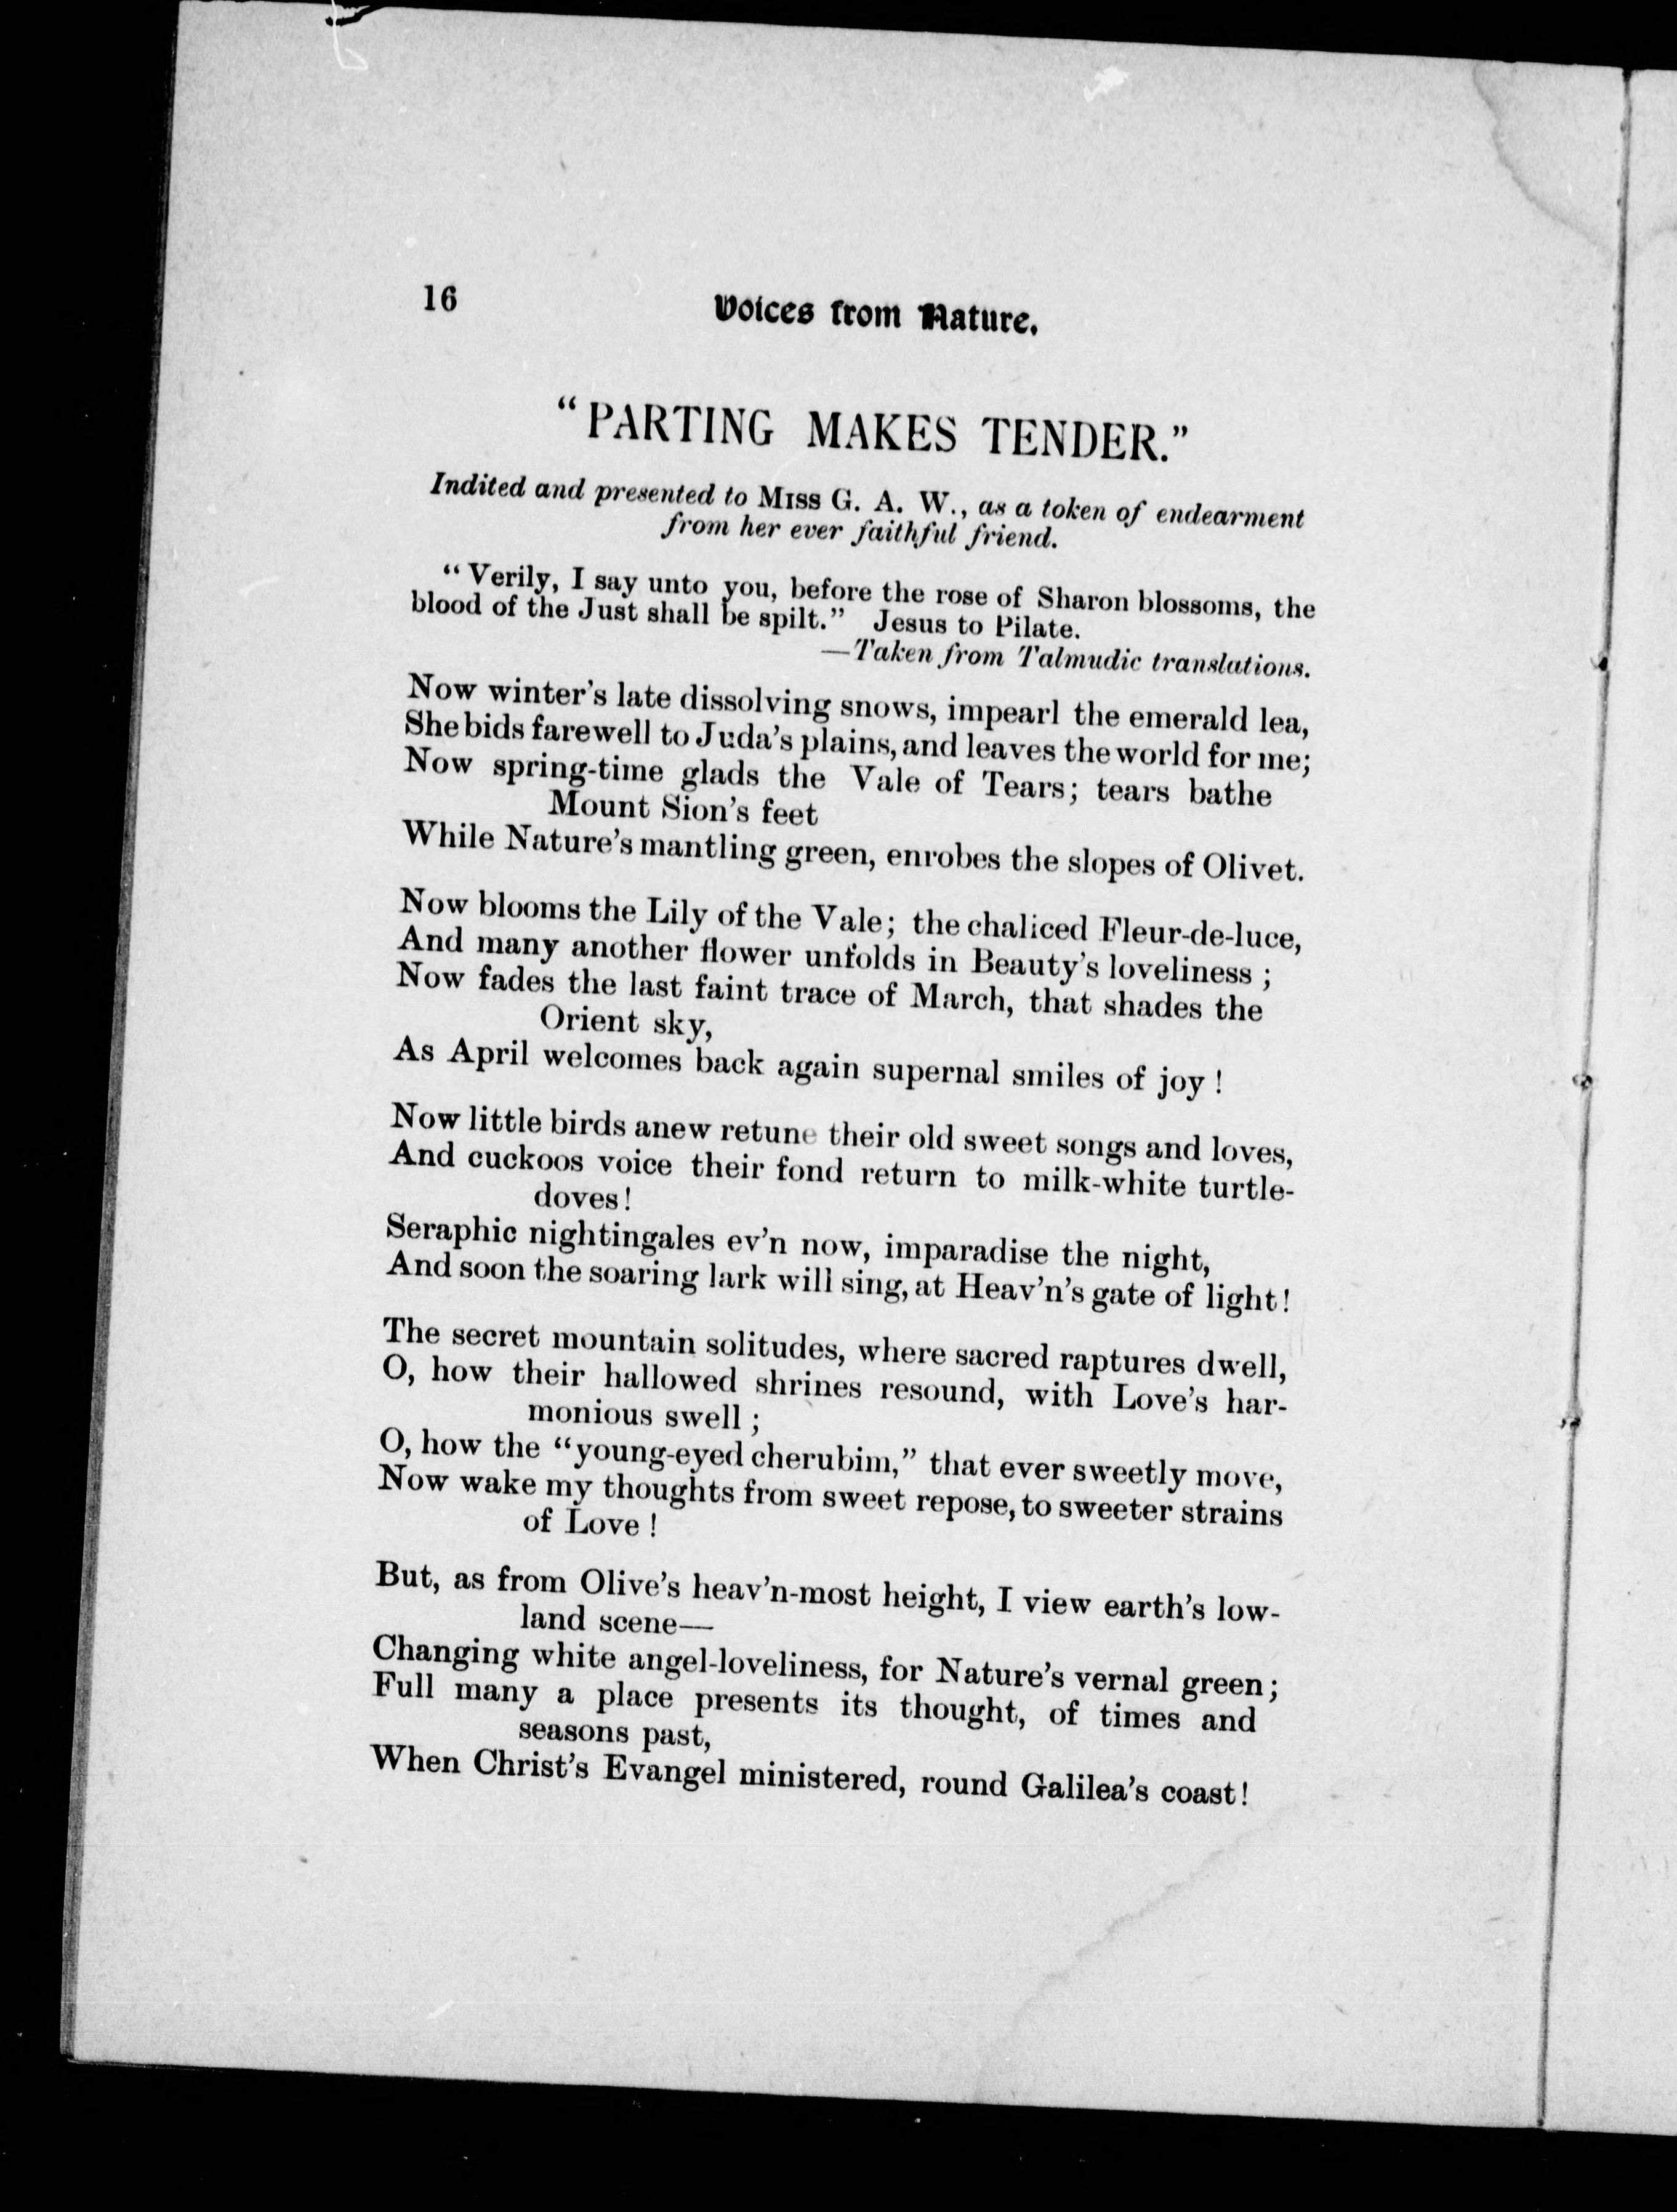 16
Voices from Nature.
"PARTING MAKES TENDER."
Indited and presented to MISS G. A. W., as a token of endearment
from her ever faithful friend.
"Verily, I say unto you, before the rose of Sharon blossoms, the
blood of the Just shall be spilt." Jesus to Pilate.
—Taken from Talmudic translations.
Now winter's late dissolving snows, impearl the emerald lea,
She bids farewell to Juda's plains, and leaves the world for me;
Now spring-time glads the Vale of Tears; tears bathe
Mount Sion's feet
While Nature's mantling green, enrobes the slopes of Olivet.
Now blooms the Lily of the Vale; the chaliced Fleur-de-luce,
And many another flower unfolds in Beauty's loveliness ;
Now fades the last faint trace of March, that shades the
Orient sky,
As April welcomes back again supernal smiles of joy !
Now little birds anew retune their old sweet songs and loves,
And cuckoos voice their fond return to milk-white turtle-
doves!
Seraphic nightingales ev'n now, imparadise the night,
And soon the soaring lark will sing, at Heav'n's gate of light!
The secret mountain solitudes, where sacred raptures dwell,
O, how their hallowed shrines resound, with Love's har-
monious swell ;
O, how the "young-eyed cherubim," that ever sweetly move,
Now wake my thoughts from sweet repose, to sweeter strains
of Love !
But, as from Olive's heav'n-most height, I view earth's low-
land scene—
Changing white angel-loveliness, for Nature's vernal green;
Full many a place presents its thought, of times and
seasons past,
When Christ's Evangel ministered, round Galilea's coast!